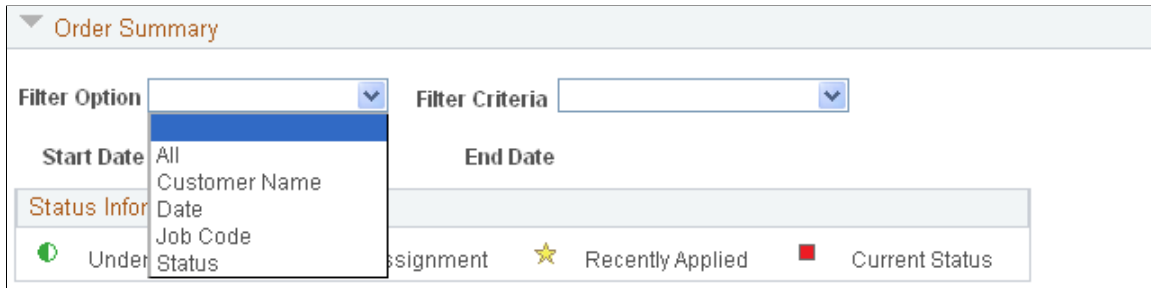 Order Summary
Filter Option Filter Criteria
Start Date All End Date
Customer Name
Status Infor Date
Job Code
Under Status ssignment Recently Applied Current Status